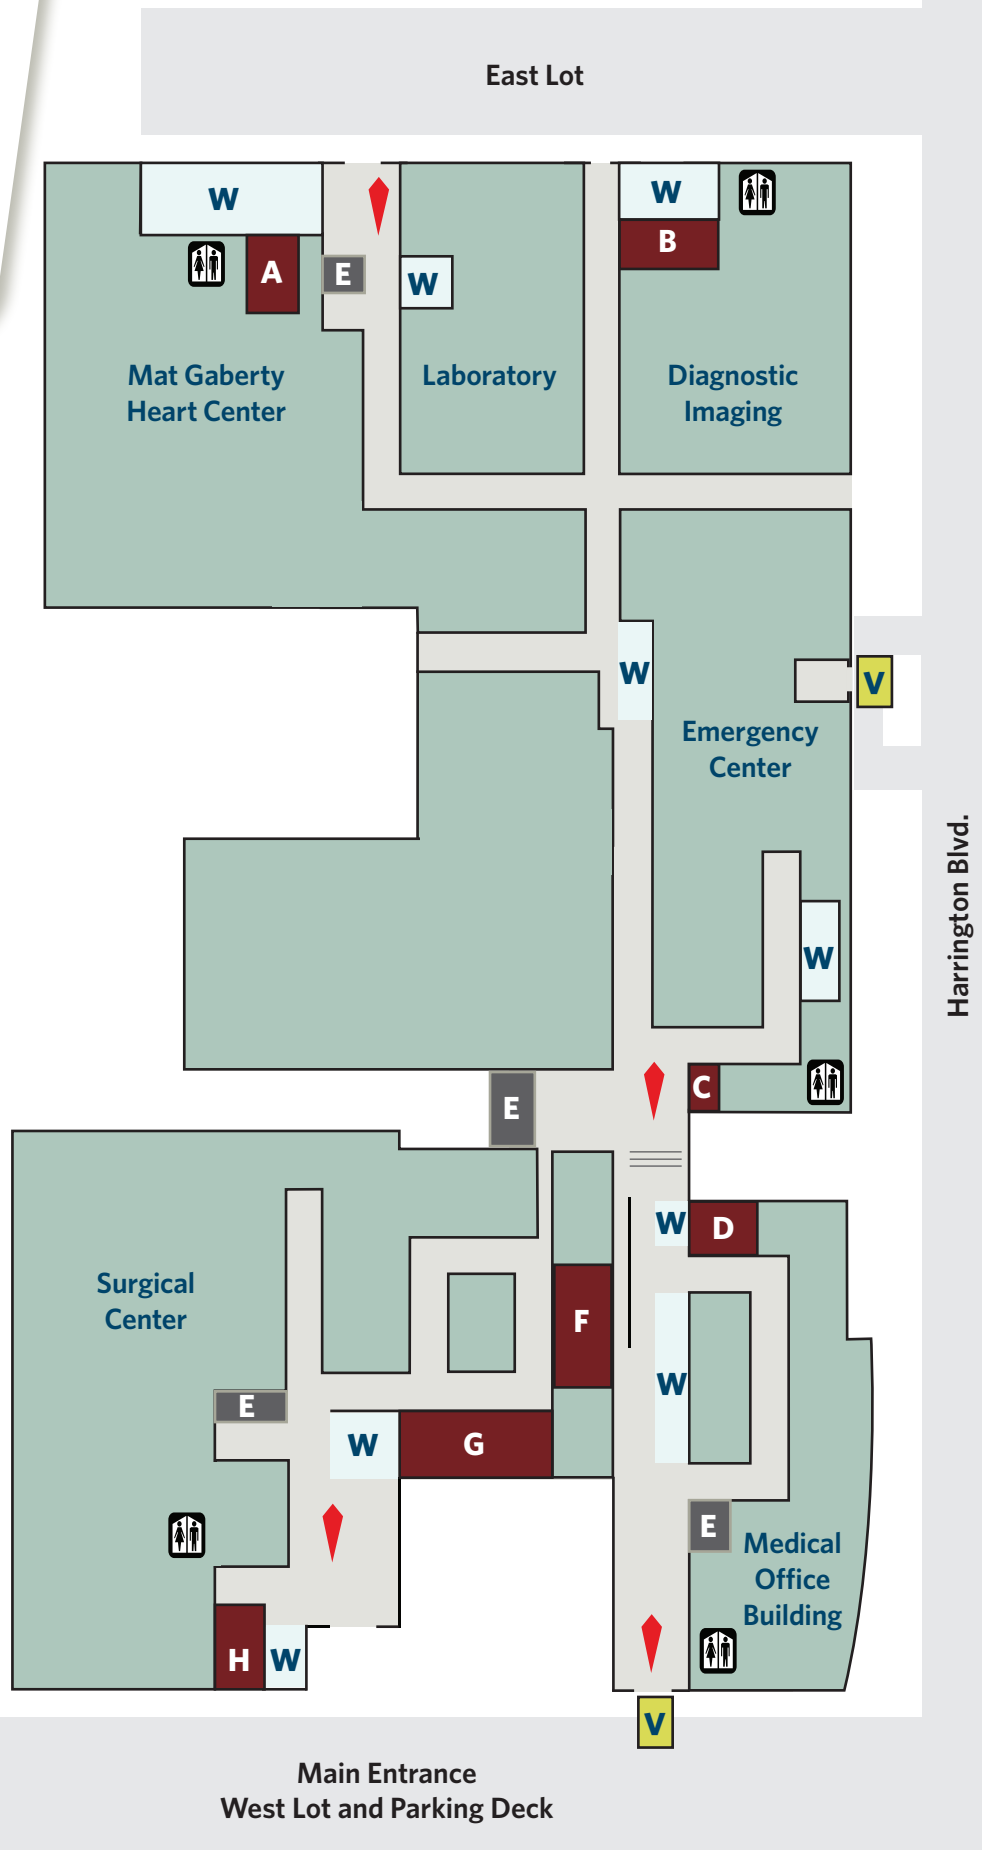 East Lot
W
W
B
A
E
W
Mat Gaberty
Heart Center
Laboratory
Diagnostic
Imaging
W
V
Emergency
Center
Harrington Blvd.
W
C
E
W
D
Surgical
Center
F
W
E
W
G
E
Medical
Office
Building
H
W
V
Main Entrance
West Lot and Parking Deck